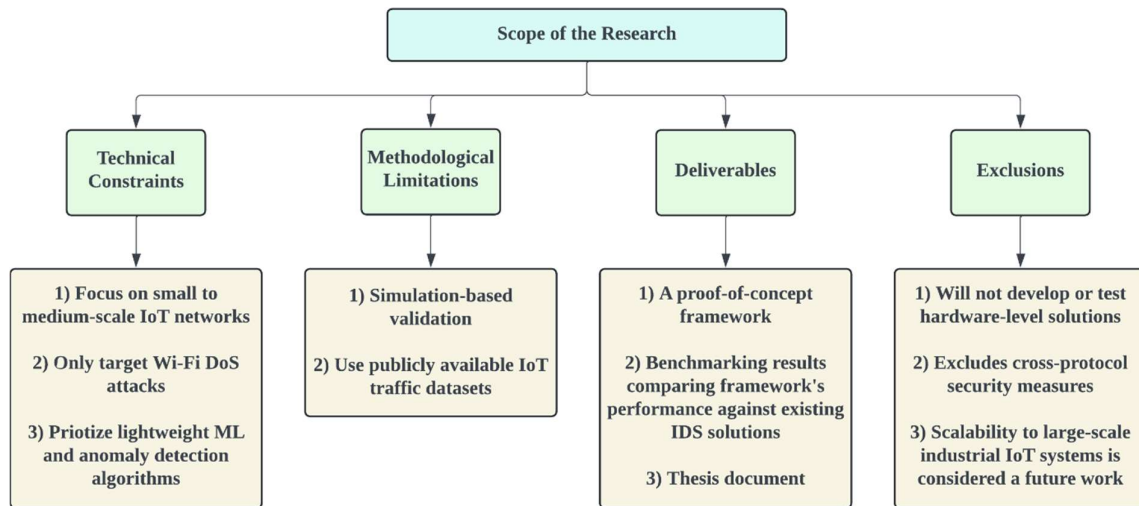 Scope of the Research
Technical
Constraints
Methodological
Limitations
Deliverables
Exclusions
1) Focus on small to
medium-scale IoT networks
2) Only target Wi-Fi DoS
attacks
3) Priotize lightweight ML
and anomaly detection
algorithms
1) Simulation-based
validation
2) Use publicly available IoT
traffic datasets
1) A proof-of-concept
framework
2) Benchmarking results
comparing framework's
performance against existing
IDS solutions
3) Thesis document
1) Will not develop or test
hardware-level solutions
2) Excludes cross-protocol
security measures
3) Scalability to large-scale
industrial IoT systems is
considered a future work